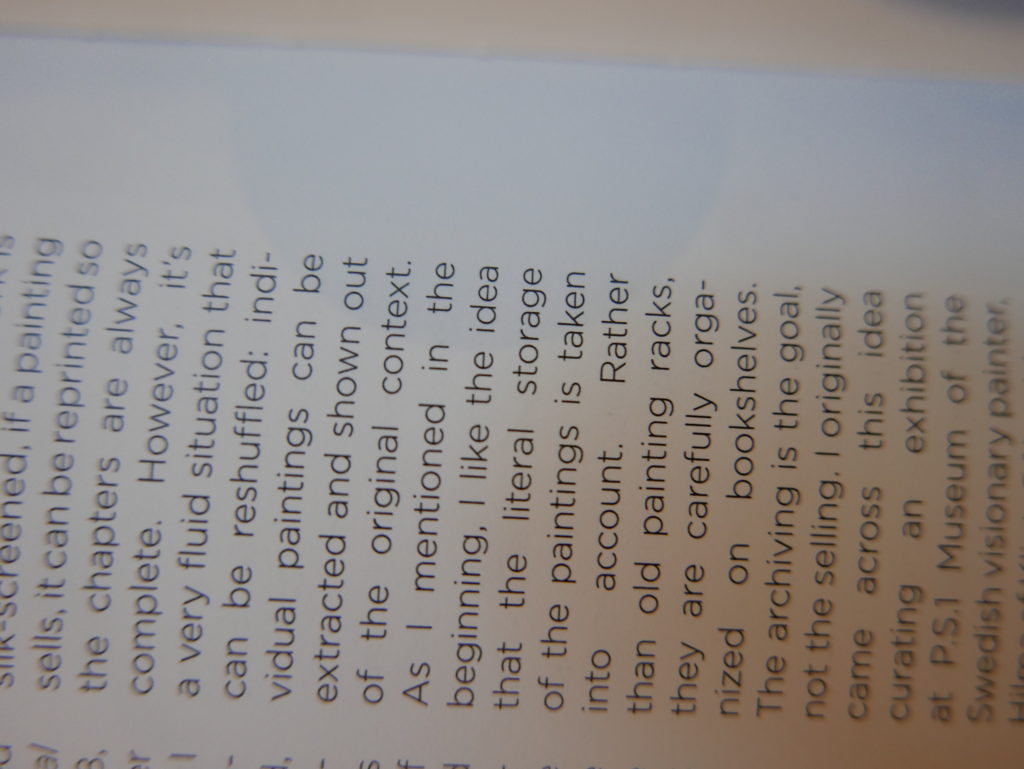 silk-screened, if a painting
sells, it can be reprinted so
the chapters are always
complete. However, it's
a very fluid situation that
can be reshuffled: indi-
vidual paintings can be
extracted and shown out
of the original context.
As I mentioned in the
beginning, I like the idea
that the literal storage
of the paintings is taken
into account. Rather
than old painting racks,
they are carefully orga-
nized on bookshelves.
The archiving is the goal,
not the selling. I originally
came across this idea
curating an exhibition
at P.S.1 Museum of the
Swedish visionary painter,